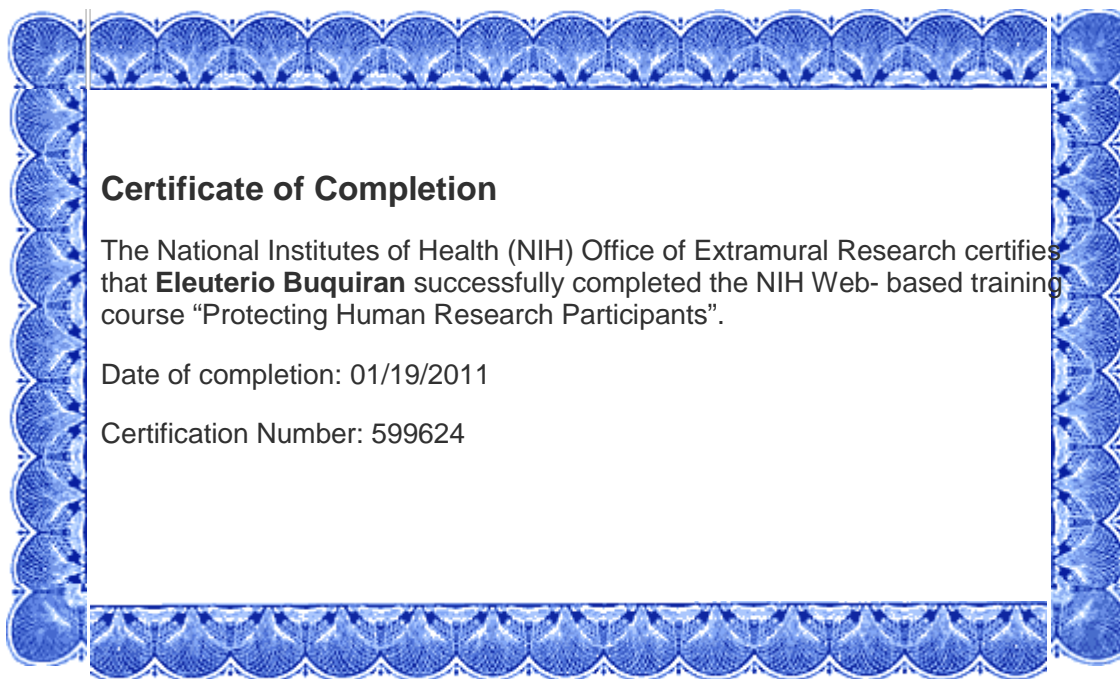 Certificate of Completion
The National Institutes of Health (NIH) Office of Extramural Research certifies
that Eleuterio Buquiran successfully completed the NIH Web- based training
course “Protecting Human Research Participants”.
Date of completion: 01/19/2011
Certification Number: 599624